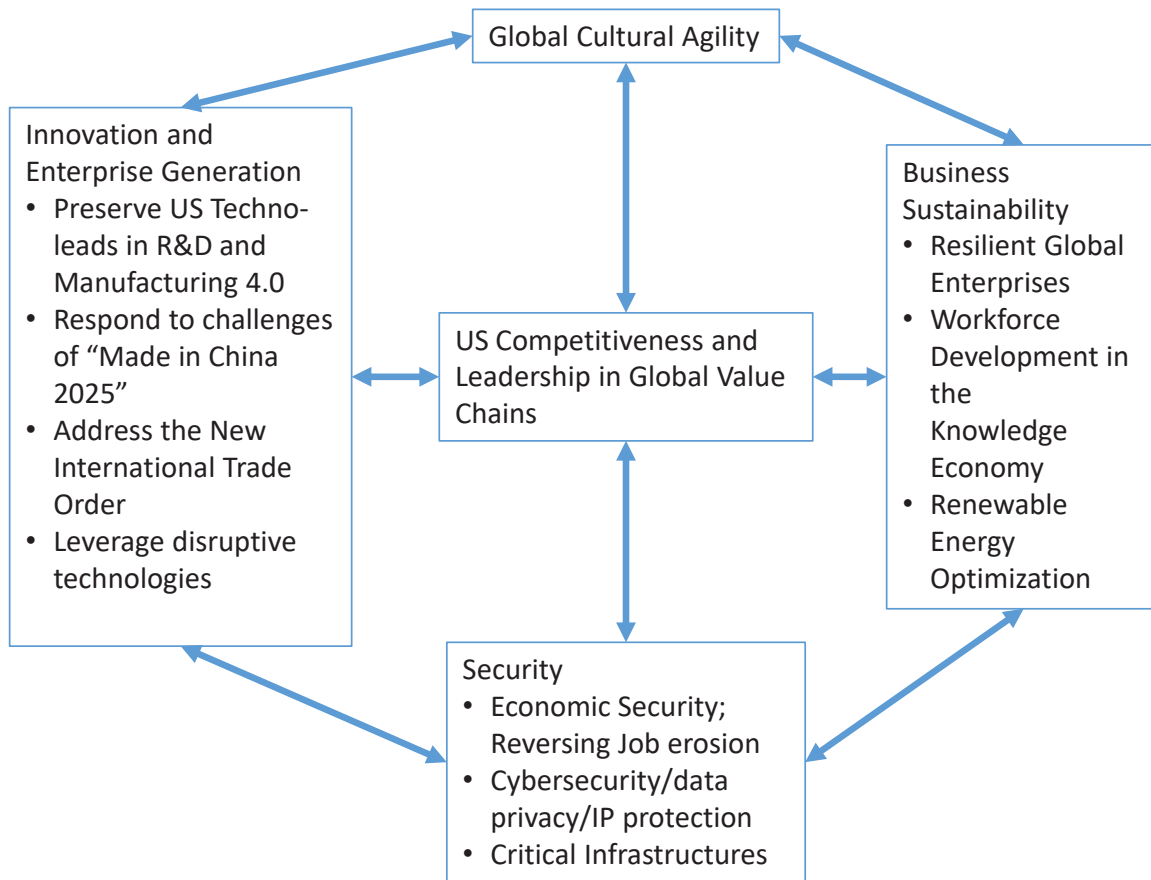 Global Cultural Agility
Innovation and
Enterprise Generation
• Preserve US Techno-
leads in R&D and
Manufacturing 4.0
• Respond to challenges
of “Made in China
2025”
• Address the New
International Trade
Order
• Leverage disruptive
technologies
US Competitiveness and
Leadership in Global Value
Chains
Business
Sustainability
• Resilient Global
Enterprises
• Workforce
Development in
the
Knowledge
Economy
• Renewable
Energy
Optimization
Security
• Economic Security;
Reversing Job erosion
• Cybersecurity/data
privacy/IP protection
• Critical Infrastructures